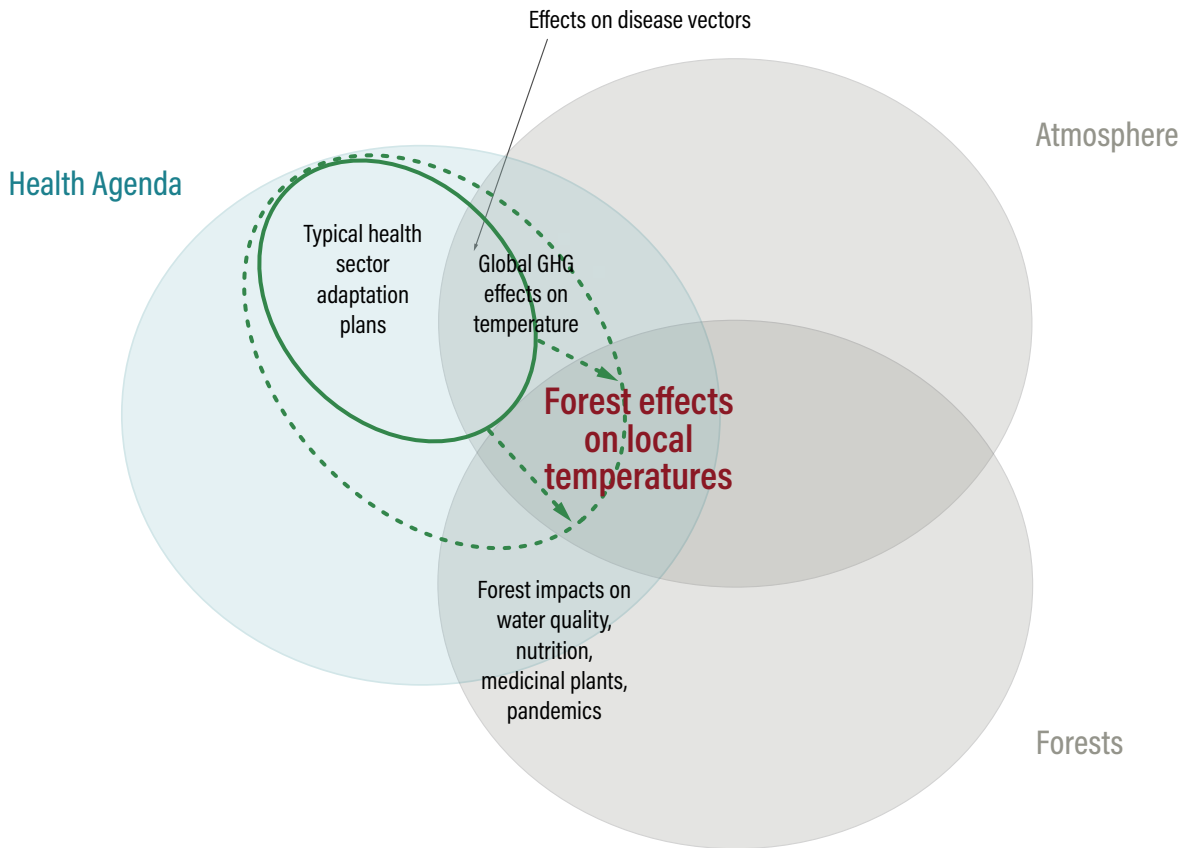 Effects on disease vectors
Atmosphere
Health Agenda
Typical health
sector
adaptation
plans
Global GHG
effects on
temperature
Forest effects
on local
temperatures
Forest impacts on
water quality,
nutrition,
medicinal plants,
pandemics
Forests